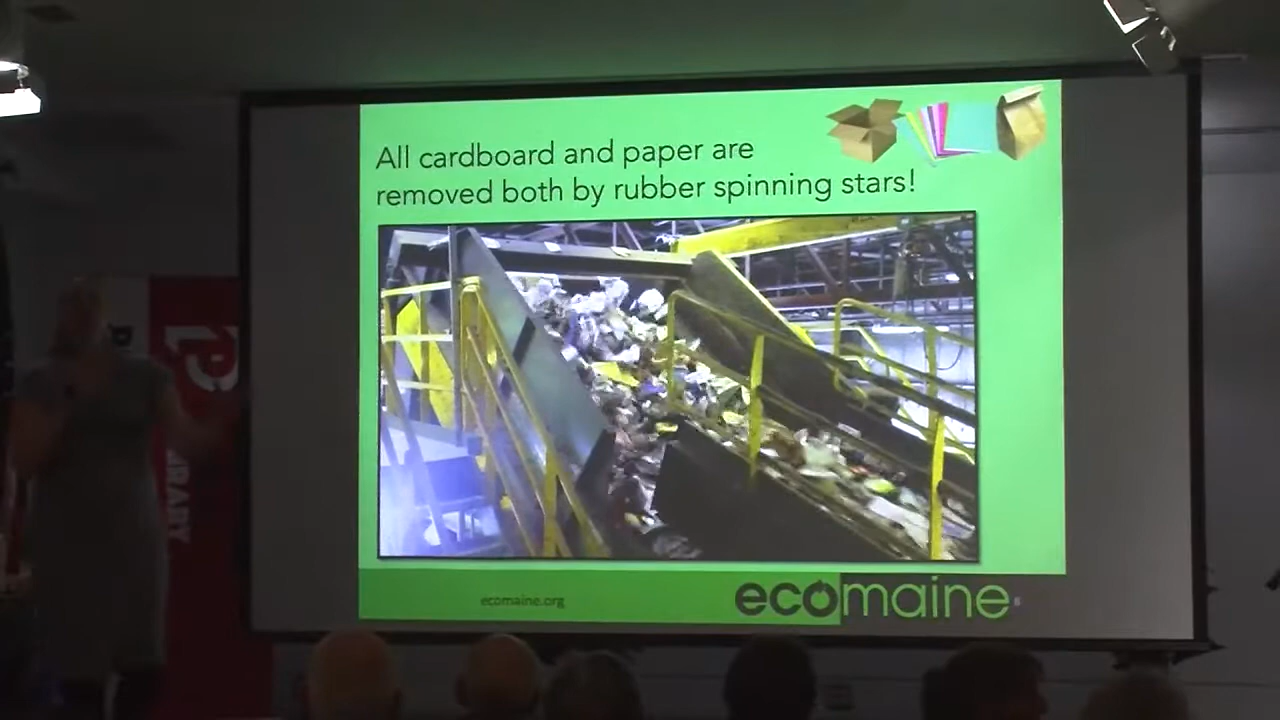 All cardboard and paper are
removed both by rubber spinning stars!
ecomaine.org
ecomaine